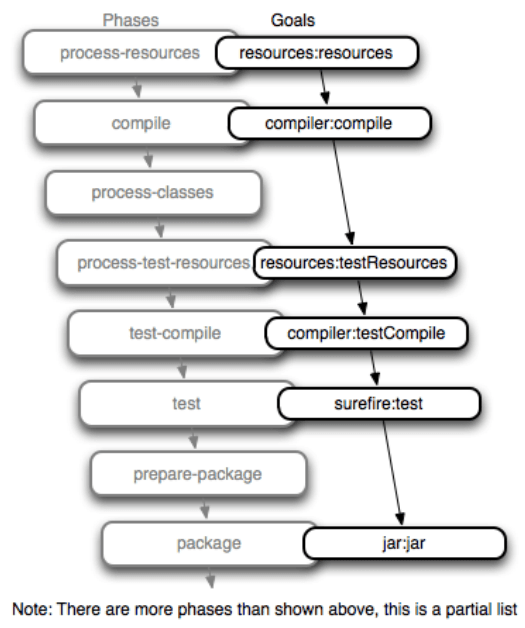 Phases Goals
process-resources resources:resources
compile compiler:compile
process-classes
process-test-resources resources:testResources
test-compile compiler:testCompile
test surefire:test
prepare-package
package jar:jar
Note: There are more phases than shown above, this is a partial list